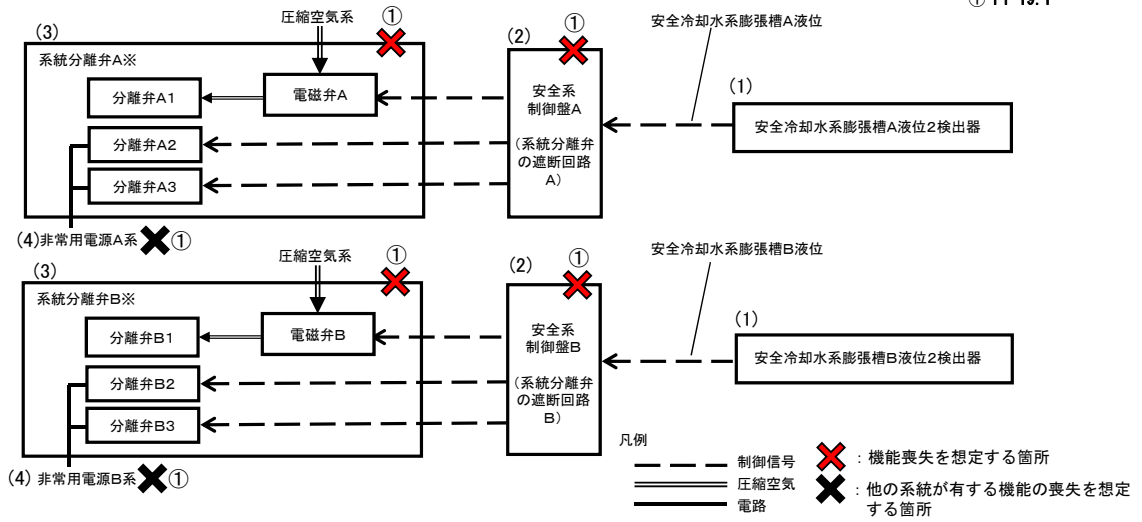 (3)
系統分離弁A※
圧縮空気系
①
分離弁A1
電磁弁A
分離弁A2
分離弁A3
(4)非常用電源A系
①
(2)
①
安全系
制御盤A
(系統分離弁
の遮断回路
A)
安全冷却水系膨張槽A液位
(1)
安全冷却水系膨張槽A液位2検出器
(3)
系統分離弁B※
圧縮空気系
①
分離弁B1
電磁弁B
分離弁B2
分離弁B3
(4) 非常用電源B系
①
(2)
①
安全系
制御盤B
(系統分離弁
の遮断回路
B)
安全冷却水系膨張槽B液位
(1)
安全冷却水系膨張槽B液位2検出器
凡例
制御信号
圧縮空気
電路
:機能喪失を想定する箇所
:他の系統が有する機能の喪失を想定
する箇所